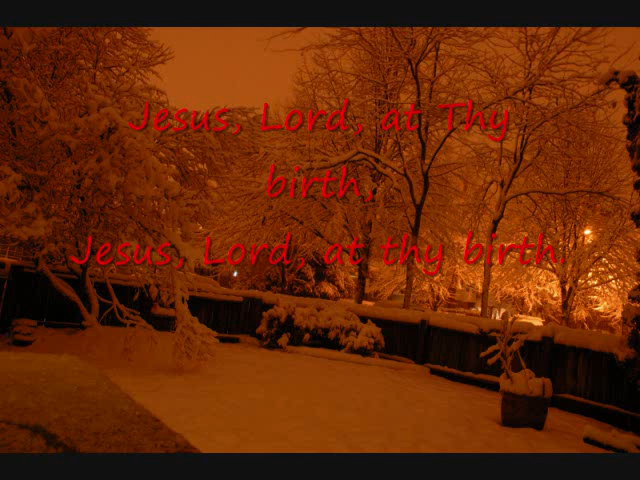 Jesus, Lord, at Thy
birth,
Jesus, Lord, at thy birth.